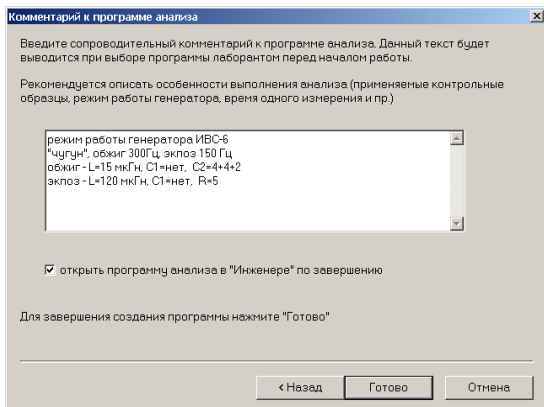 Комментарий к программе анализа
Введите сопроводительный комментарий к программе анализа. Данный текст будет
выводится при выборе программы лаборантом перед началом работы.
Рекомендуется описать особенности выполнения анализа (применяемые контрольные
образцы, режим работы генератора, время одного измерения и пр.)
режим работы генератора ИВС-6
"чугун", обжиг 300Гц, экпоз 150 Гц
обжиг - L=15 мкГн, С1=нет, С2=4+4+2
экпоз - L=120 мкГн, С1=нет, R=5
открыть программу анализа в "Инженере" по завершению
Для завершения создания программы нажмите "Готово"
< Назад
Готово
Отмена